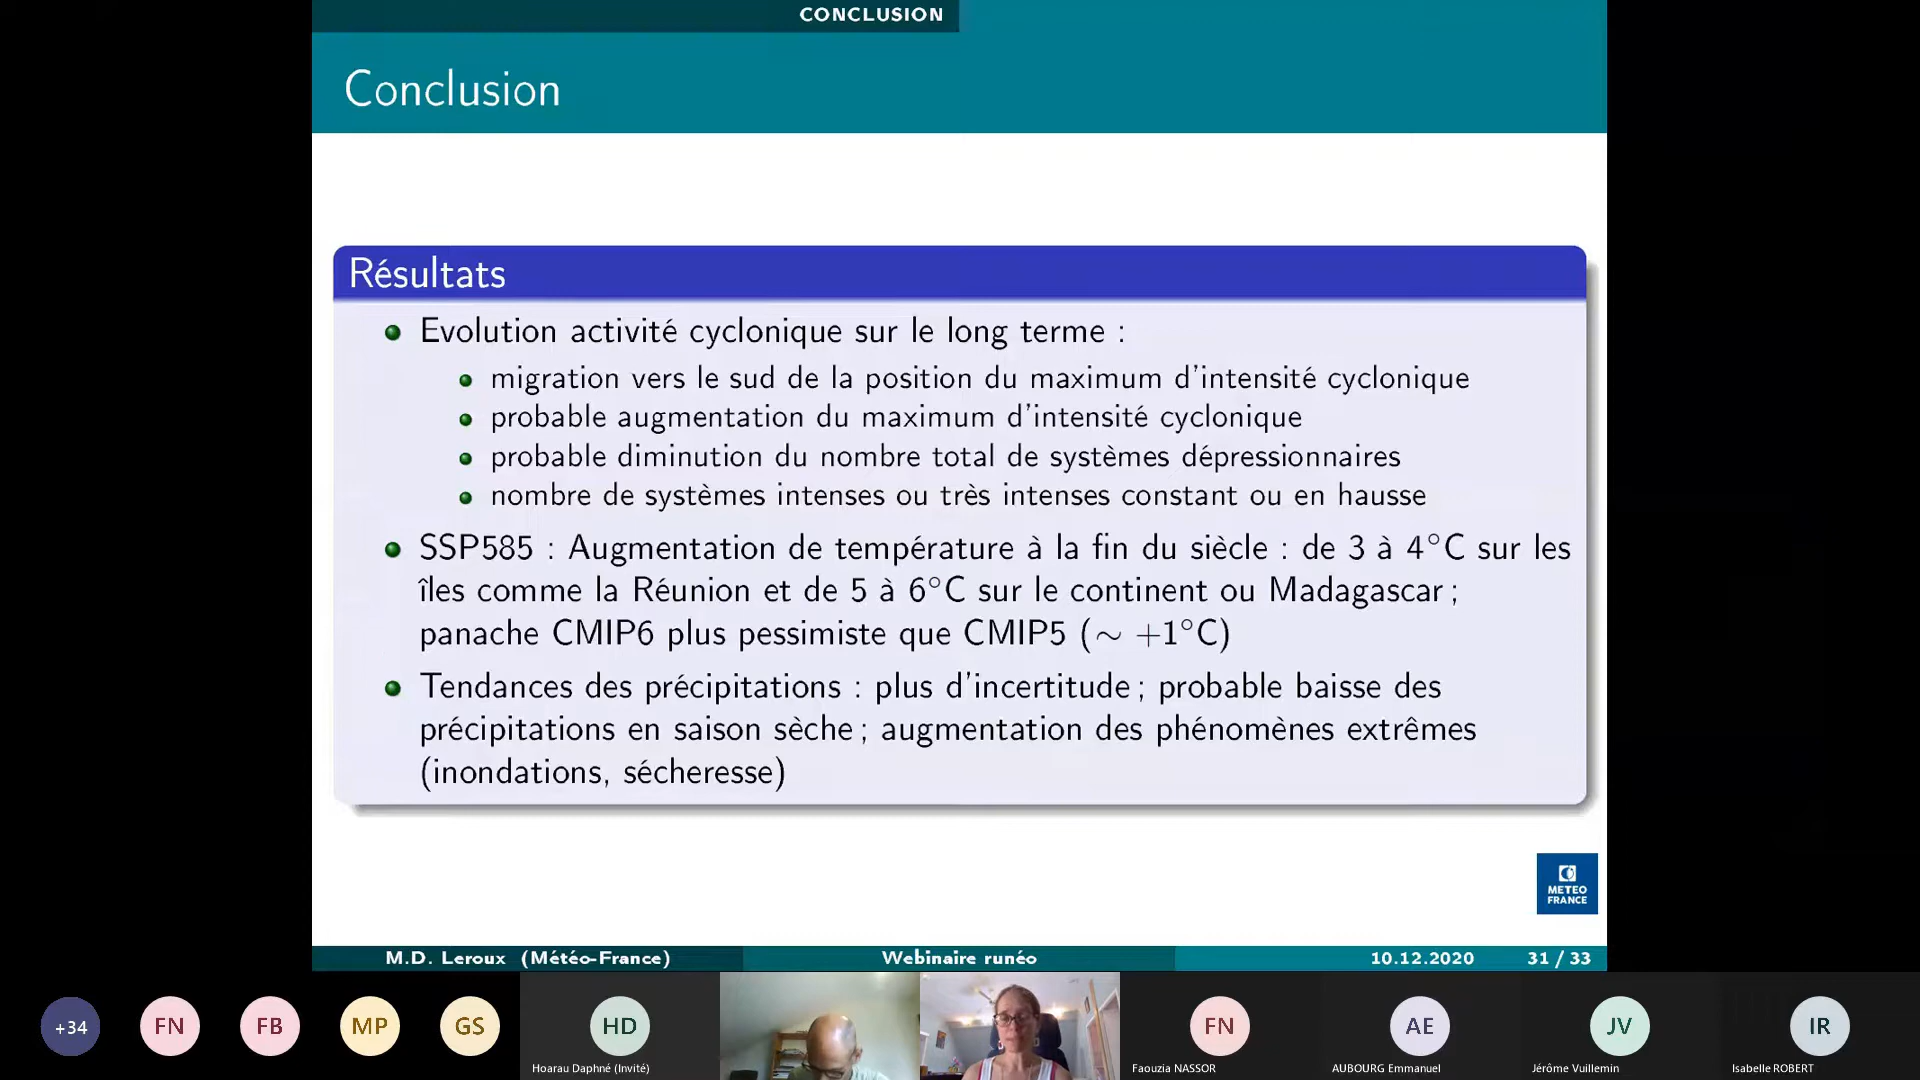 CONCLUSION
Conclusion
Résultats
Evolution activité cyclonique sur le long terme :
migration vers le sud de la position du maximum d'intensité cyclonique
probable augmentation du maximum d'intensité cyclonique
probable diminution du nombre total de systèmes dépressionnaires
nombre de systèmes intenses ou très intenses constant ou en hausse
SSP585 : Augmentation de température à la fin du siècle : de 3 à 4°C sur les
îles comme la Réunion et de 5 à 6°C sur le continent ou Madagascar ;
panache CMIP6 plus pessimiste que CMIP5 (∼ +1°C)
Tendances des précipitations : plus d'incertitude ; probable baisse des
précipitations en saison sèche ; augmentation des phénomènes extrêmes
(inondations, sécheresse)
METEO
FRANCE
M.D. Leroux (Météo-France) Webinaire runéo 10.12.2020 31 / 33
+34 FN FB MP GS HD FN AE JV IR
Hoarau Daphné (Invité) Faouzia NASSOR AUBOURG Emmanuel Jérôme Vuillemin Isabelle ROBERT